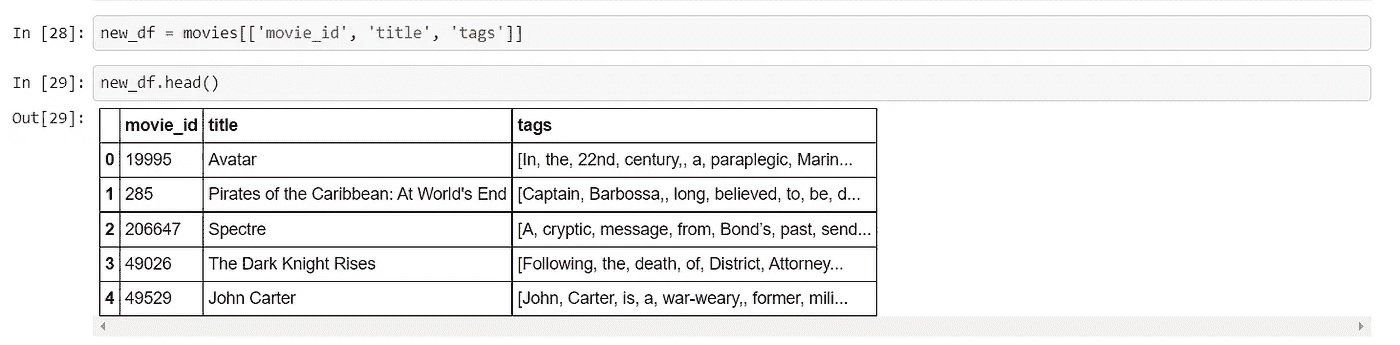 In [28]: new_df = movies[['movie_id', 'title', 'tags']]
In [29]: new_df.head()
Out[29]:
movie_id title tags
0 19995 Avatar [In, the, 22nd, century,, a, paraplegic, Marin...
1 285 Pirates of the Caribbean: At World's End [Captain, Barbossa,, long, believed, to, be, d...
2 206647 Spectre [A, cryptic, message, from, Bond’s, past, send...
3 49026 The Dark Knight Rises [Following, the, death, of, District, Attorney...
4 49529 John Carter [John, Carter, is, a, war-weary,, former, mili...